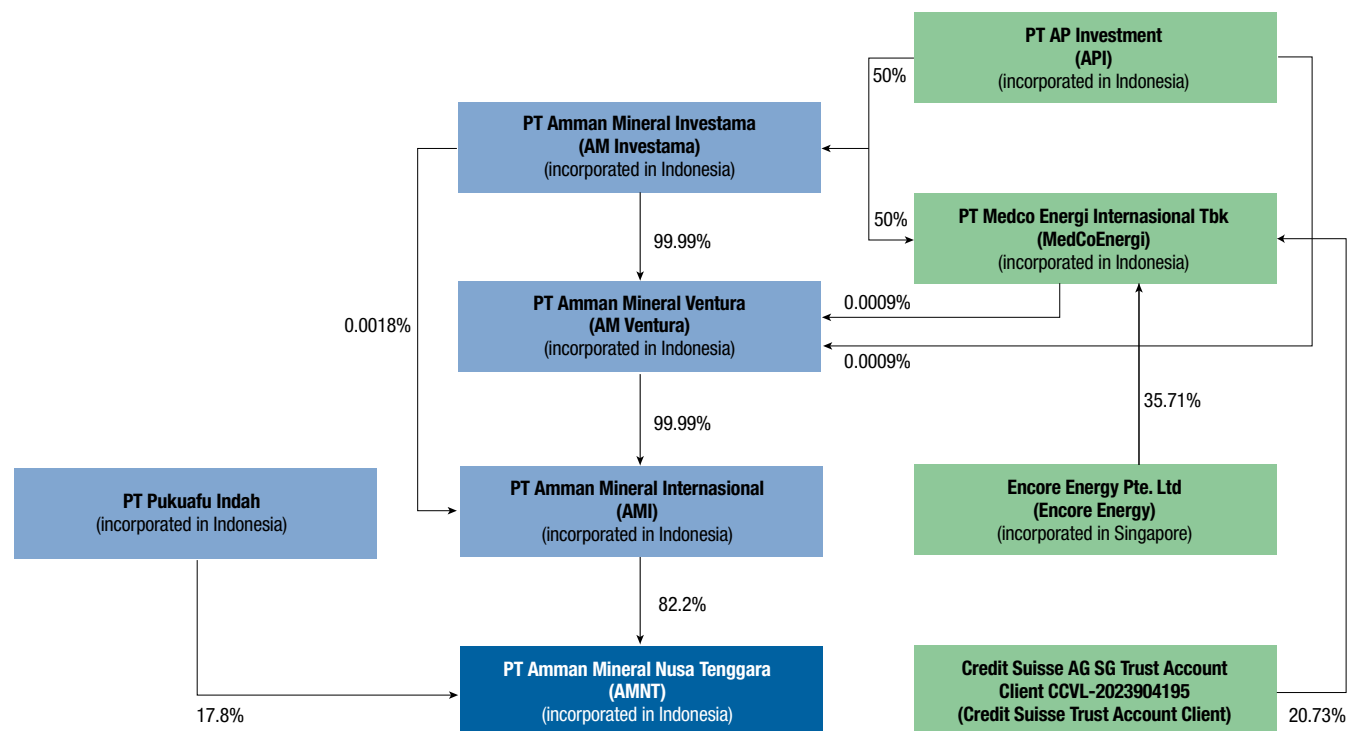 PT AP Investment
(API)
(incorporated in Indonesia)
50%
PT Amman Mineral Investama
(AM Investama)
(incorporated in Indonesia)
50%
PT Medco Energi Internasional Tbk
(MedCoEnergi)
(incorporated in Indonesia)
99.99%
PT Amman Mineral Ventura
(AM Ventura)
(incorporated in Indonesia)
0.0009%
0.0018%
0.0009%
35.71%
99.99%
PT Pukuafu Indah
(incorporated in Indonesia)
PT Amman Mineral Internasional
(AMI)
(incorporated in Indonesia)
Encore Energy Pte. Ltd
(Encore Energy)
(incorporated in Singapore)
82.2%
PT Amman Mineral Nusa Tenggara
(AMNT)
(incorporated in Indonesia)
17.8%
Credit Suisse AG SG Trust Account
Client CCVL-2023904195
(Credit Suisse Trust Account Client)
20.73%